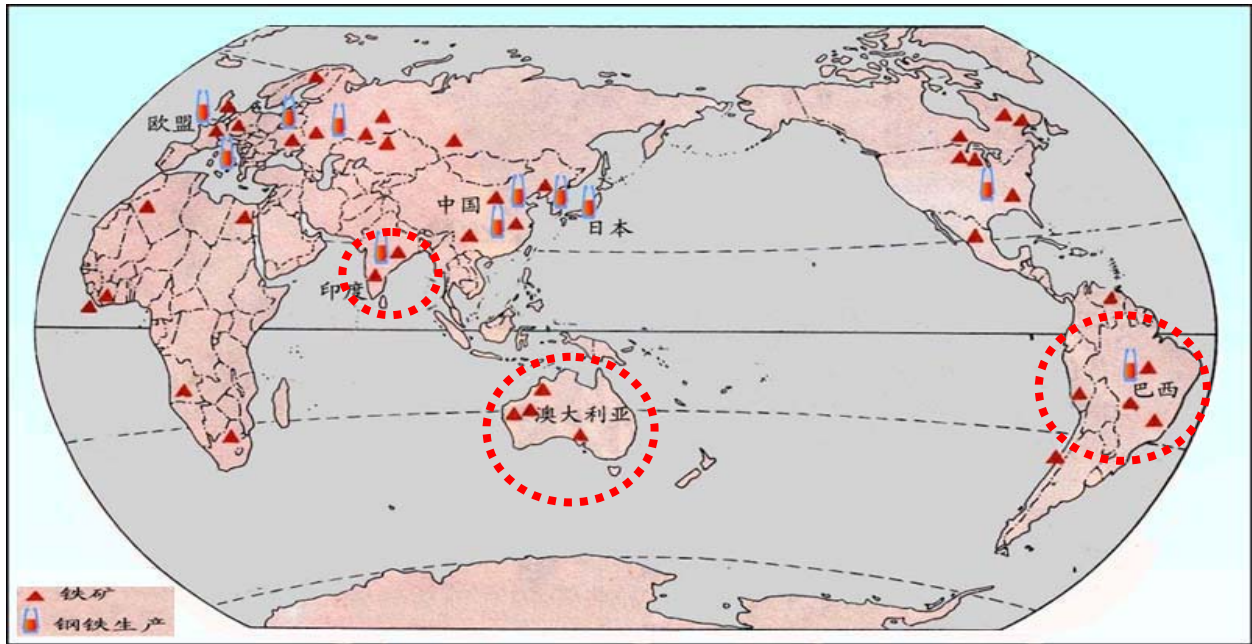 欧盟
中国
日本
印度
澳大利亚
巴西
铁矿
钢铁生产